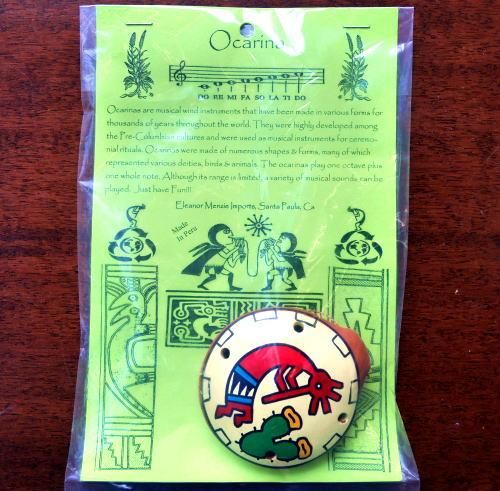 Ocarina
DO RE MI FA SO LA TI DO
Ocarinas are musical wind instruments that have been made in various forms for
thousands of years throughout the world. They were highly developed among
the Pre-Columbian cultures and were used as musical instruments for ceremo-
nial rituals. Ocarinas were made of numerous shapes & forms, many of which
represented various deities, birds & animals. The ocarinas play one octave plus
one whole note. Although its range is limited, a variety of musical sounds can be
played. Just have Fun!!!
Eleanor Menzie Imports, Santa Paula, Ca
Made
In Peru